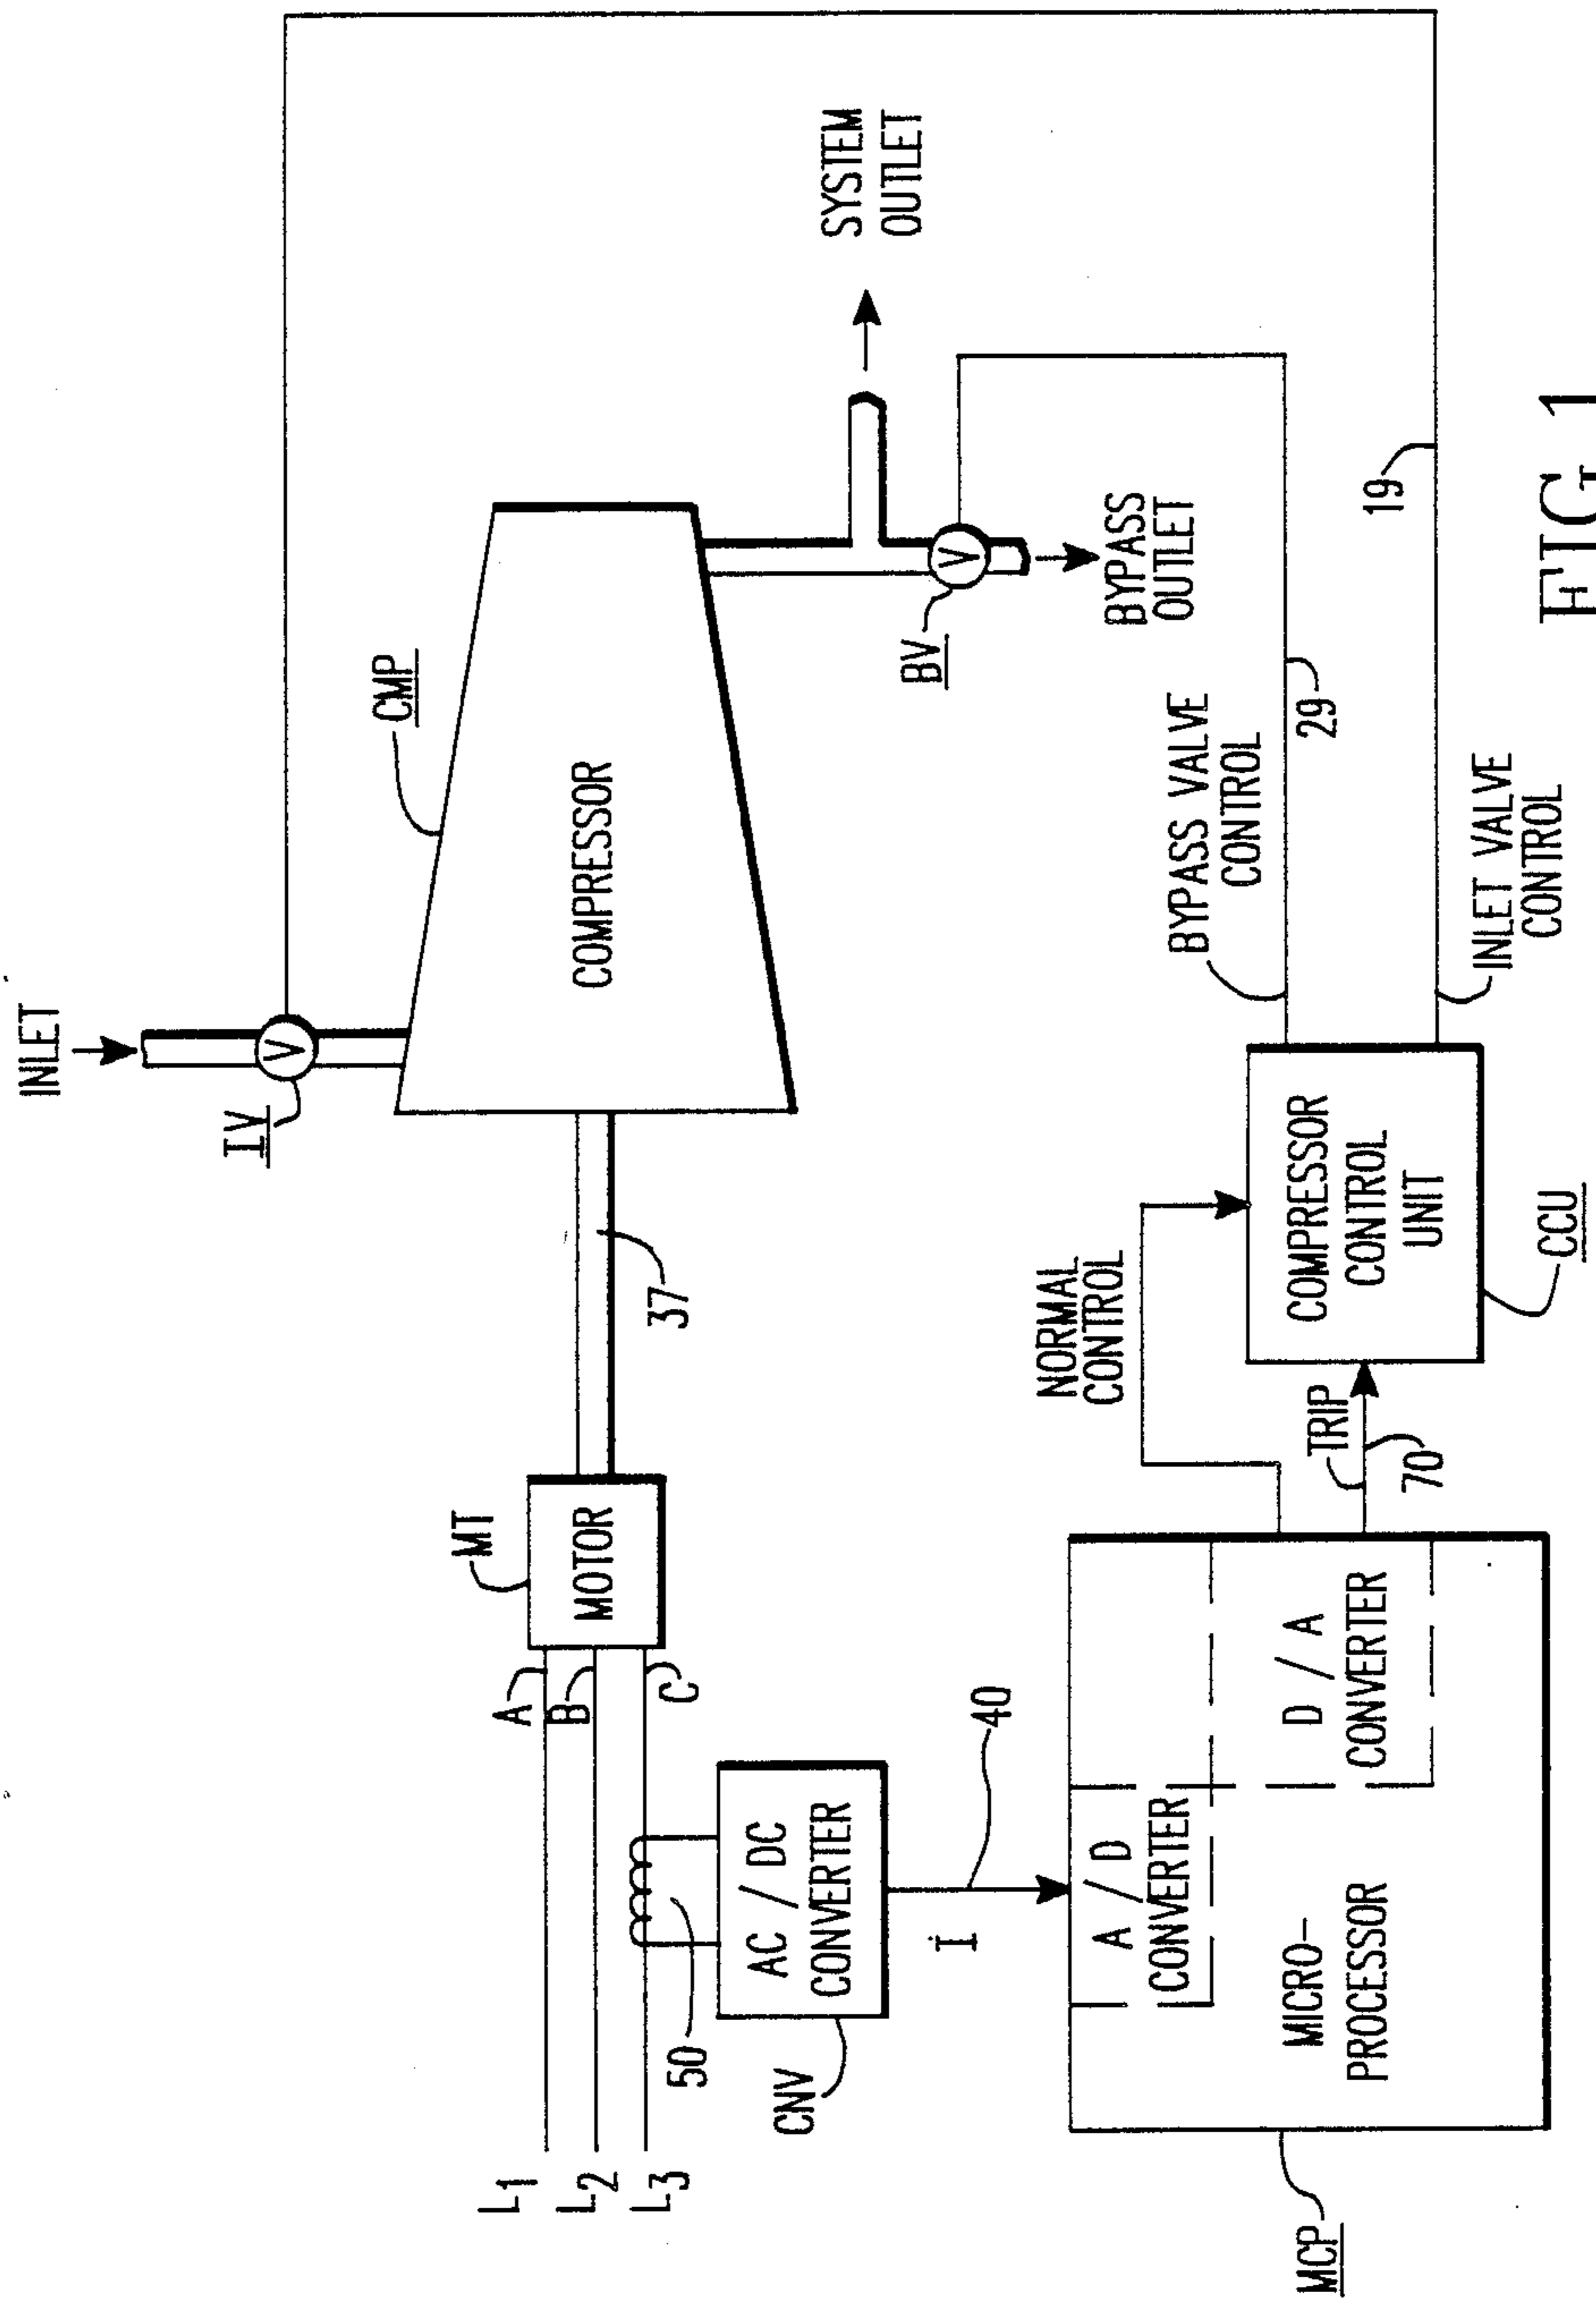 INLET
IV
CMP
COMPRESSOR
SYSTEM
OUTLET
BV
BYPASS
OUTLET
37
MT
MOTOR
A
B
C
L1
L2
L3
50
AC / DC
CONVERTER
CNV
I
40
A / D
CONVERTER
D / A
CONVERTER
MICRO-
PROCESSOR
MCP
NORMAL
CONTROL
TRIP
70
COMPRESSOR
CONTROL
UNIT
CCU
BYPASS VALVE
CONTROL
29
INLET VALVE
CONTROL
19
FIG. 1